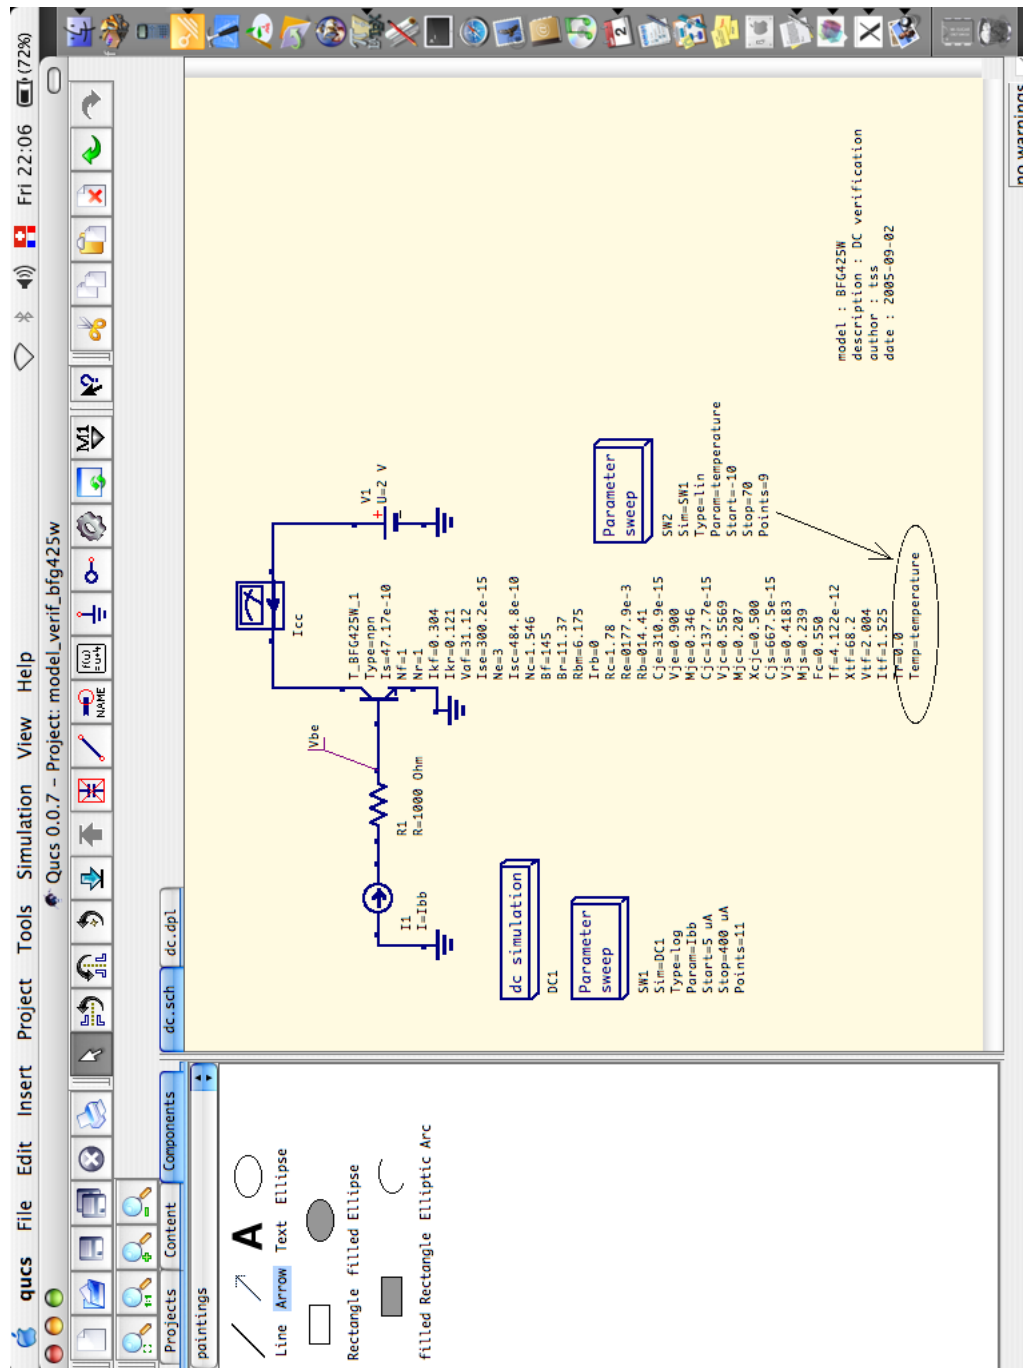 qucs File Edit Insert Project Tools Simulation View Help Fri 22:06 (72%)
Qucs 0.0.7 - Project: model_verif_bfg425w
1:1
NAME
f(ω)
M1
2
Projects Content Components
paintings
Line Arrow Text Ellipse
Rectangle filled Ellipse
filled Rectangle Elliptic Arc
dc.sch dc.dpl
Icc
Vbe
V1
U=2 V
R1
R=1000 Ohm
I1
I=Ibb
T_BFG425W_1
Type=npn
Is=47.17e-10
Nf=1
Nr=1
Ikf=0.304
Ikr=0.121
Vaf=31.12
Ise=300.2e-15
Ne=3
Isc=484.8e-10
Nc=1.546
Bf=145
Br=11.37
Rbm=6.175
Irb=0
Rc=1.78
Re=0177.9e-3
Rb=014.41
Cje=310.9e-15
Vje=0.900
Mje=0.346
Cjc=137.7e-15
Vjc=0.5569
Mjc=0.207
Xcjc=0.500
Cjs=667.5e-15
Vjs=0.4183
Mjs=0.239
Fc=0.550
Tf=4.122e-12
Xtf=68.2
Vtf=2.004
Itf=1.525
Tr=0.0
Temp=temperature
dc simulation
DC1
Parameter
sweep
SW1
Sim=DC1
Type=log
Param=Ibb
Start=5 uA
Stop=400 uA
Points=11
Parameter
sweep
SW2
Sim=SW1
Type=lin
Param=temperature
Start=-10
Stop=70
Points=9
model : BFG425W
description : DC verification
author : tss
date : 2005-09-02
no warnings